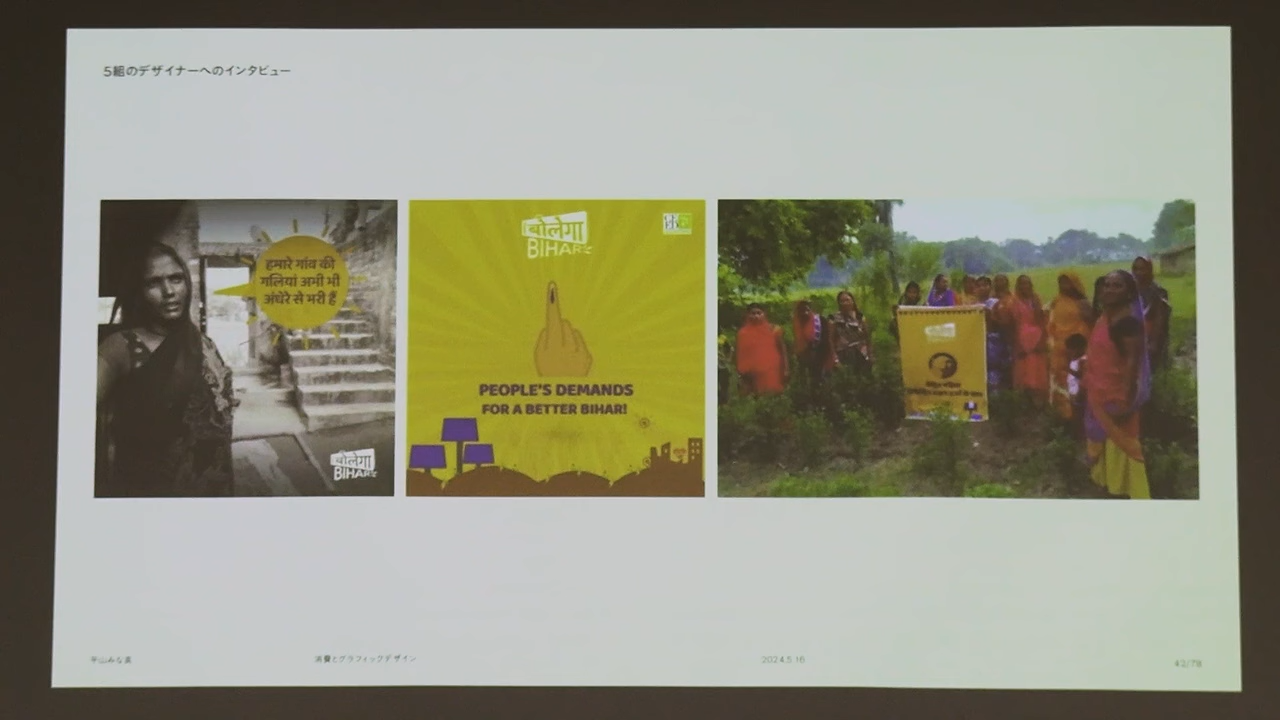 5組のデザイナーへのインタビュー
हमारे गांव की
गलियां अभी भी
अंधेरे से भरी हैं
बोलेगा
BIHAR
बोलेगा
BIHAR
PEOPLE'S DEMANDS
FOR A BETTER BIHAR!
平山みな美
消費とグラフィックデザイン
2024.5.16
42/78